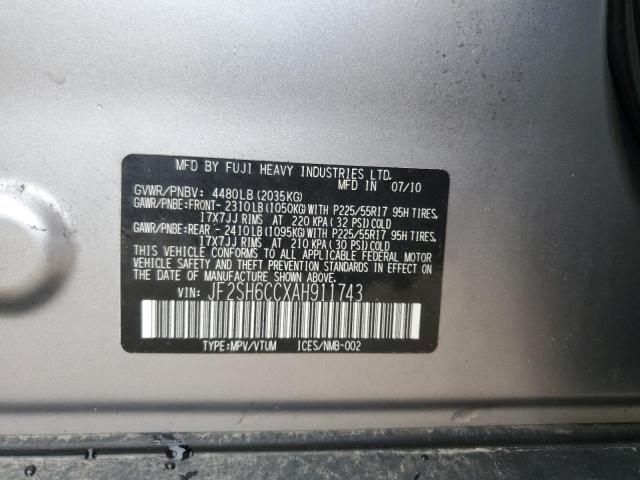 MFD BY FUJI HEAVY INDUSTRIES LTD.
MFD IN 07/10
GVWR/PNBV: 4480LB(2035KG)
GAWR/PNBE:FRONT- 2310LB(1050KG)WITH P225/55R17 95H TIRES,
17X7JJ RIMS AT 220 KPA(32 PSI)COLD
GAWR/PNBE:REAR - 2410LB(1095KG)WITH P225/55R17 95H TIRES,
17X7JJ RIMS AT 210 KPA(30 PSI)COLD
THIS VEHICLE CONFORMS TO ALL APPLICABLE FEDERAL MOTOR
VEHICLE SAFETY AND THEFT PREVENTION STANDARDS IN EFFECT ON
THE DATE OF MANUFACTURE SHOWN ABOVE.
VIN: JF2SH6CCXAH911743
TYPE:MPV/VTUM ICES/NMB-002